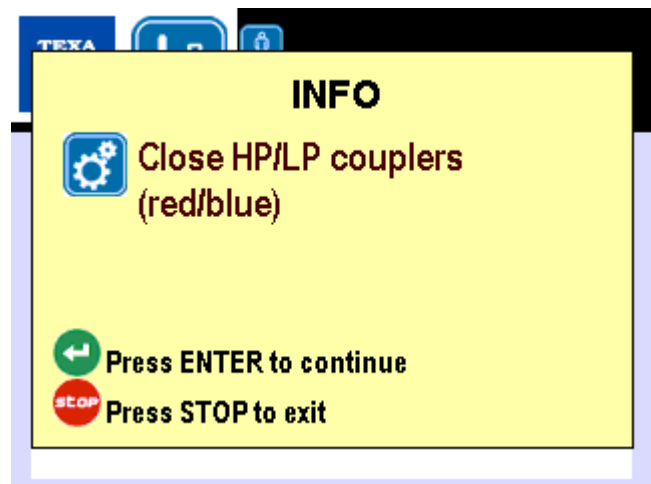 TEXA
INFO
Close HP/LP couplers
(red/blue)
Press ENTER to continue
stop
Press STOP to exit